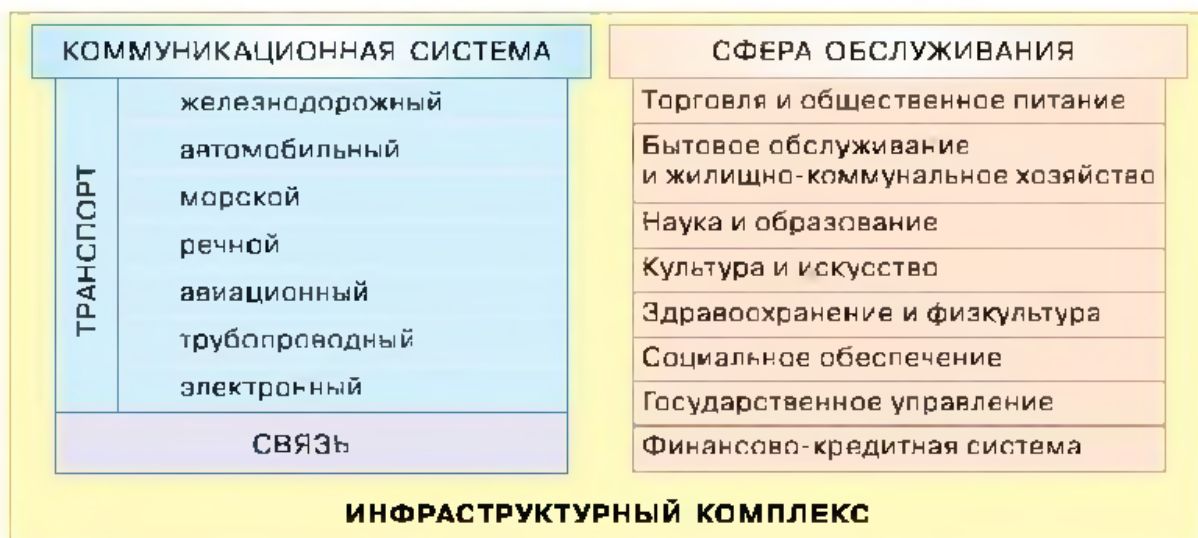 КОММУНИКАЦИОННАЯ СИСТЕМА
ТРАНСПОРТ
железнодорожный
автомобильный
морской
речной
авиационный
трубопроводный
электронный
СВЯЗЬ
СФЕРА ОБСЛУЖИВАНИЯ
Торговля и общественное питание
Бытовое обслуживание
и жилищно-коммунальное хозяйство
Наука и образование
Культура и искусство
Здравоохранение и физкультура
Социальное обеспечение
Государственное управление
Финансово-кредитная система
ИНФРАСТРУКТУРНЫЙ КОМПЛЕКС